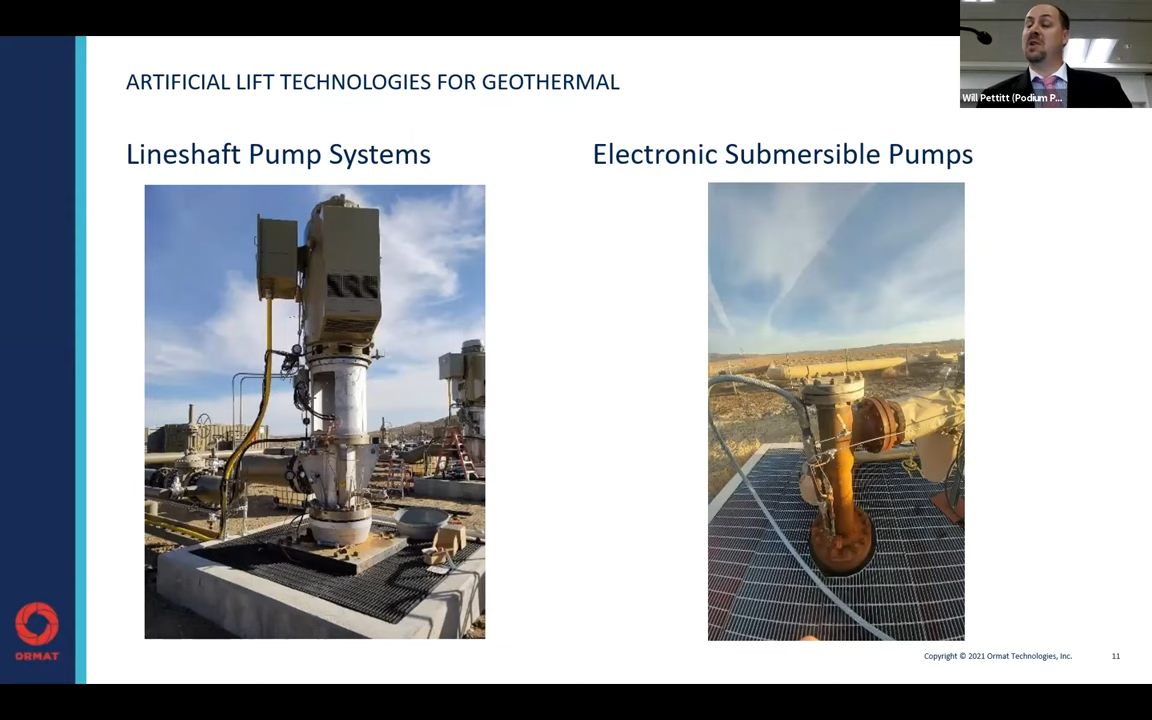 ARTIFICIAL LIFT TECHNOLOGIES FOR GEOTHERMAL
Will Pettitt (Podium P...
Lineshaft Pump Systems
Electronic Submersible Pumps
ORMAT
Copyright © 2021 Ormat Technologies, Inc.
11